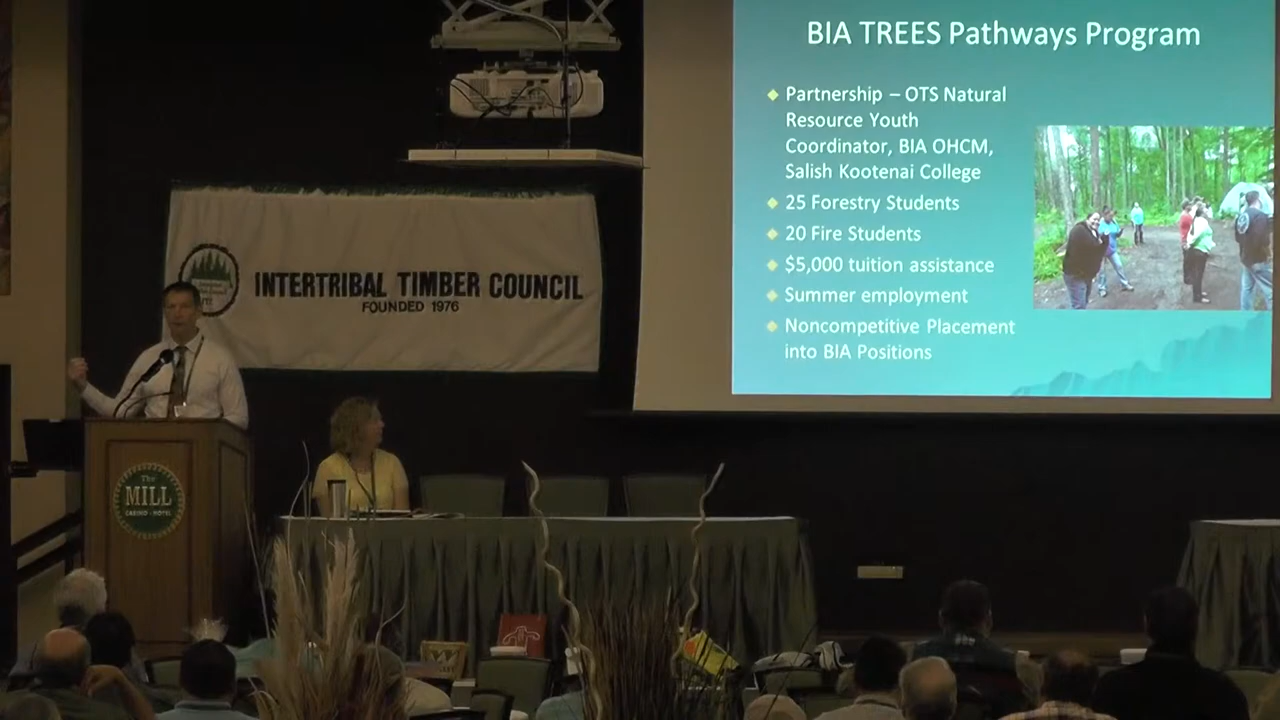 BIA TREES Pathways Program
◆ Partnership – OTS Natural
Resource Youth
Coordinator, BIA OHCM,
Salish Kootenai College
◆ 25 Forestry Students
◆ 20 Fire Students
◆ $5,000 tuition assistance
◆ Summer employment
◆ Noncompetitive Placement
into BIA Positions
INTERTRIBAL TIMBER COUNCIL
FOUNDED 1976
The
MILL
CASINO • HOTEL